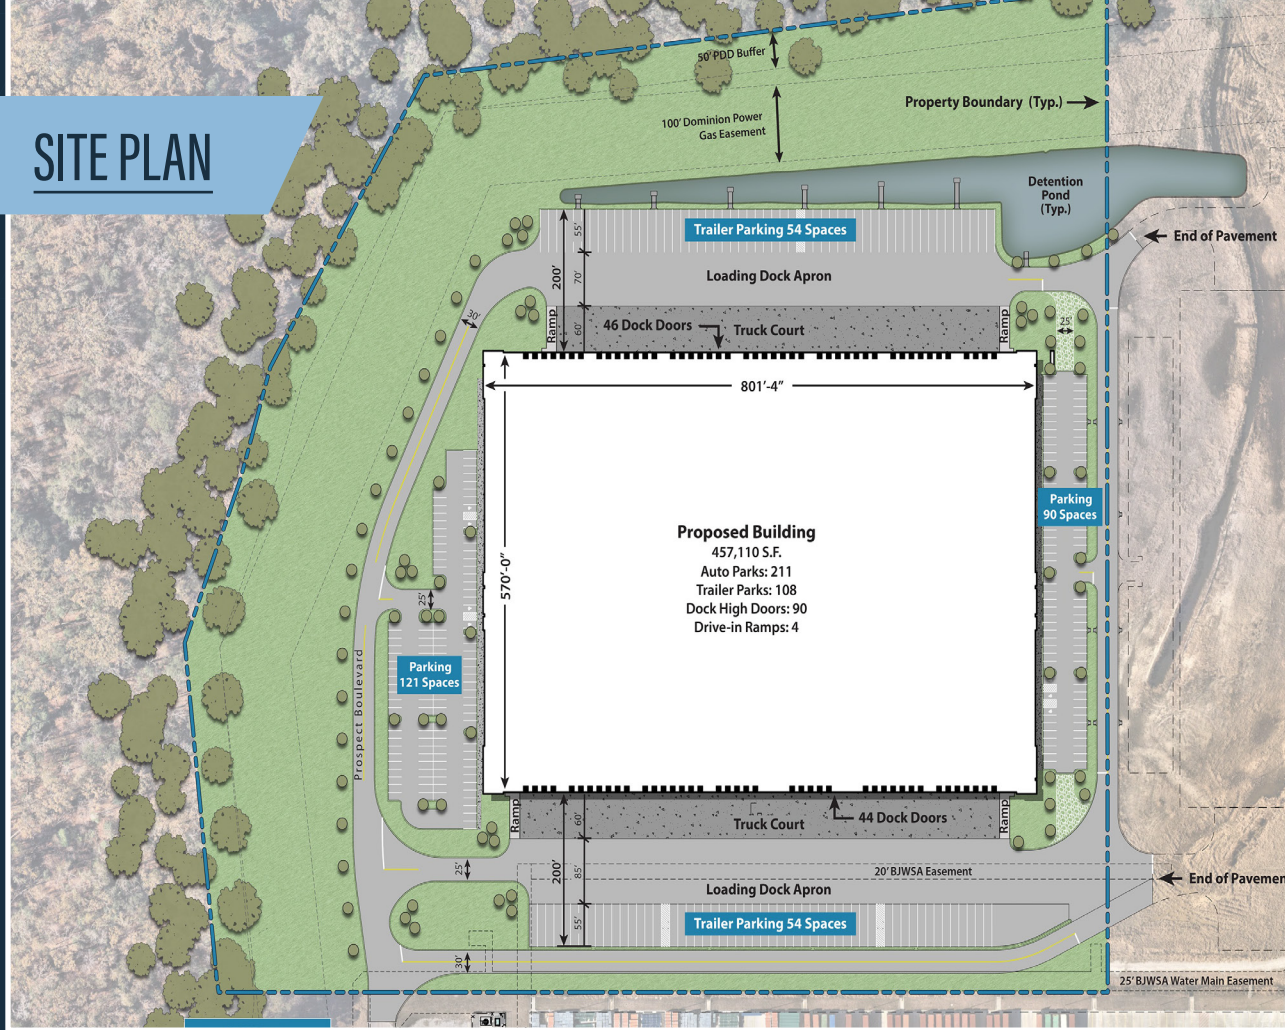 50' PDD Buffer
SITE PLAN
100' Dominion Power
Gas Easement
Property Boundary (Typ.)
Detention
Pond
(Typ.)
End of Pavement
Trailer Parking 54 Spaces
55'
200'
70'
Loading Dock Apron
30'
Ramp
60'
46 Dock Doors
Truck Court
Ramp
25'
801'-4"
570'-0"
Parking
90 Spaces
Proposed Building
457,110 S.F.
Auto Parks: 211
Trailer Parks: 108
Dock High Doors: 90
Drive-in Ramps: 4
25'
Parking
121 Spaces
Prospect Boulevard
Ramp
60'
Truck Court
44 Dock Doors
Ramp
25'
200'
85'
20' BJWSA Easement
Loading Dock Apron
End of Pavemen
55'
Trailer Parking 54 Spaces
30'
25' BJWSA Water Main Easement